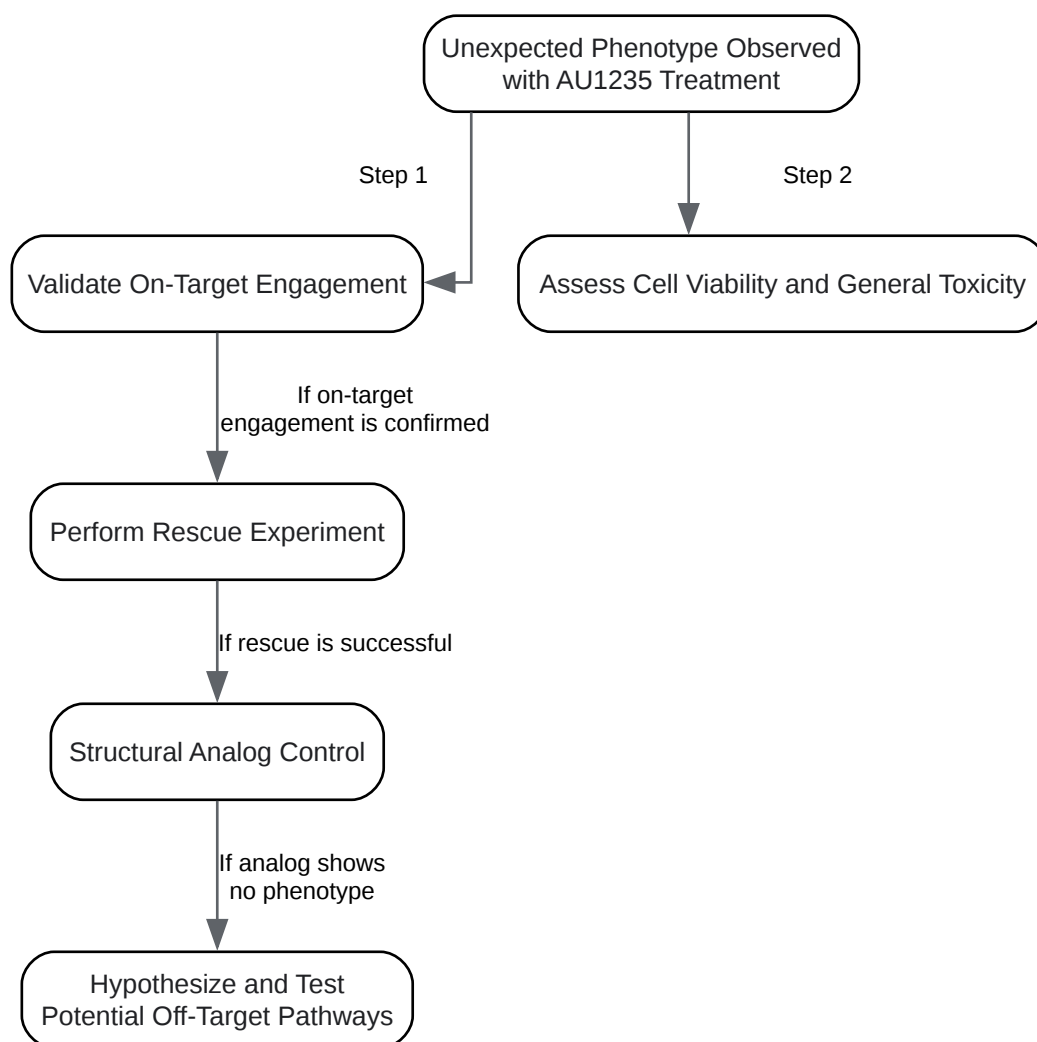 Unexpected Phenotype Observed
with AU1235 Treatment
Step 1
Step 2
Validate On-Target Engagement
Assess Cell Viability and General Toxicity
If on-target
engagement is confirmed
Perform Rescue Experiment
If rescue is successful
Structural Analog Control
If analog shows
no phenotype
Hypothesize and Test
Potential Off-Target Pathways